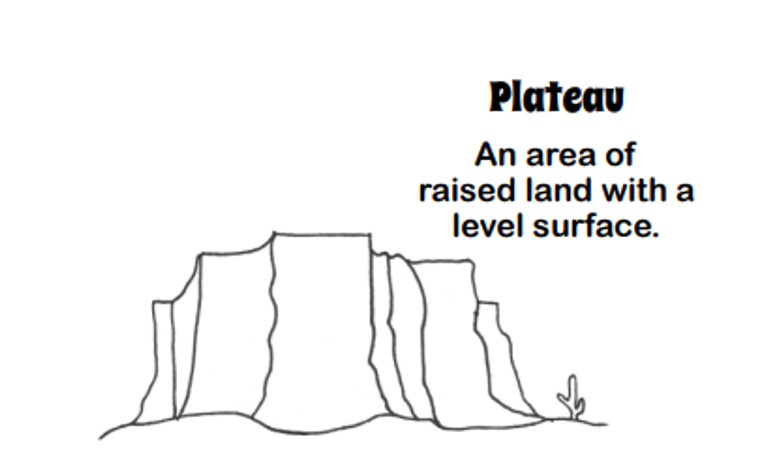 Plateau
An area of
raised land with a
level surface.